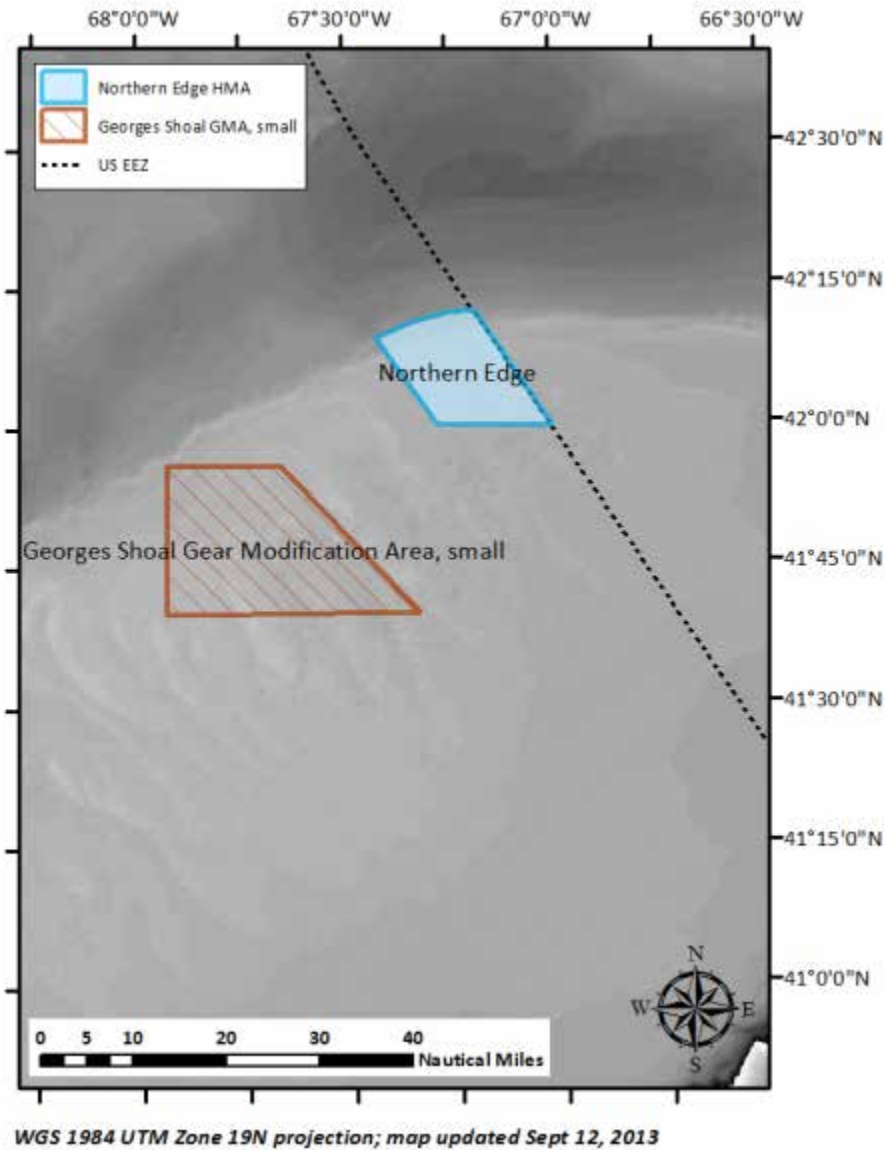 68°0'0"W 67°30'0"W 67°0'0"W 66°30'0"W
Northern Edge HMA
Georges Shoal GMA, small
US EEZ
42°30'0"N
42°15'0"N
Northern Edge
42°0'0"N
Georges Shoal Gear Modification Area, small
41°45'0"N
41°30'0"N
41°15'0"N
41°0'0"N
N
W E
S
0 5 10 20 30 40
Nautical Miles
WGS 1984 UTM Zone 19N projection; map updated Sept 12, 2013